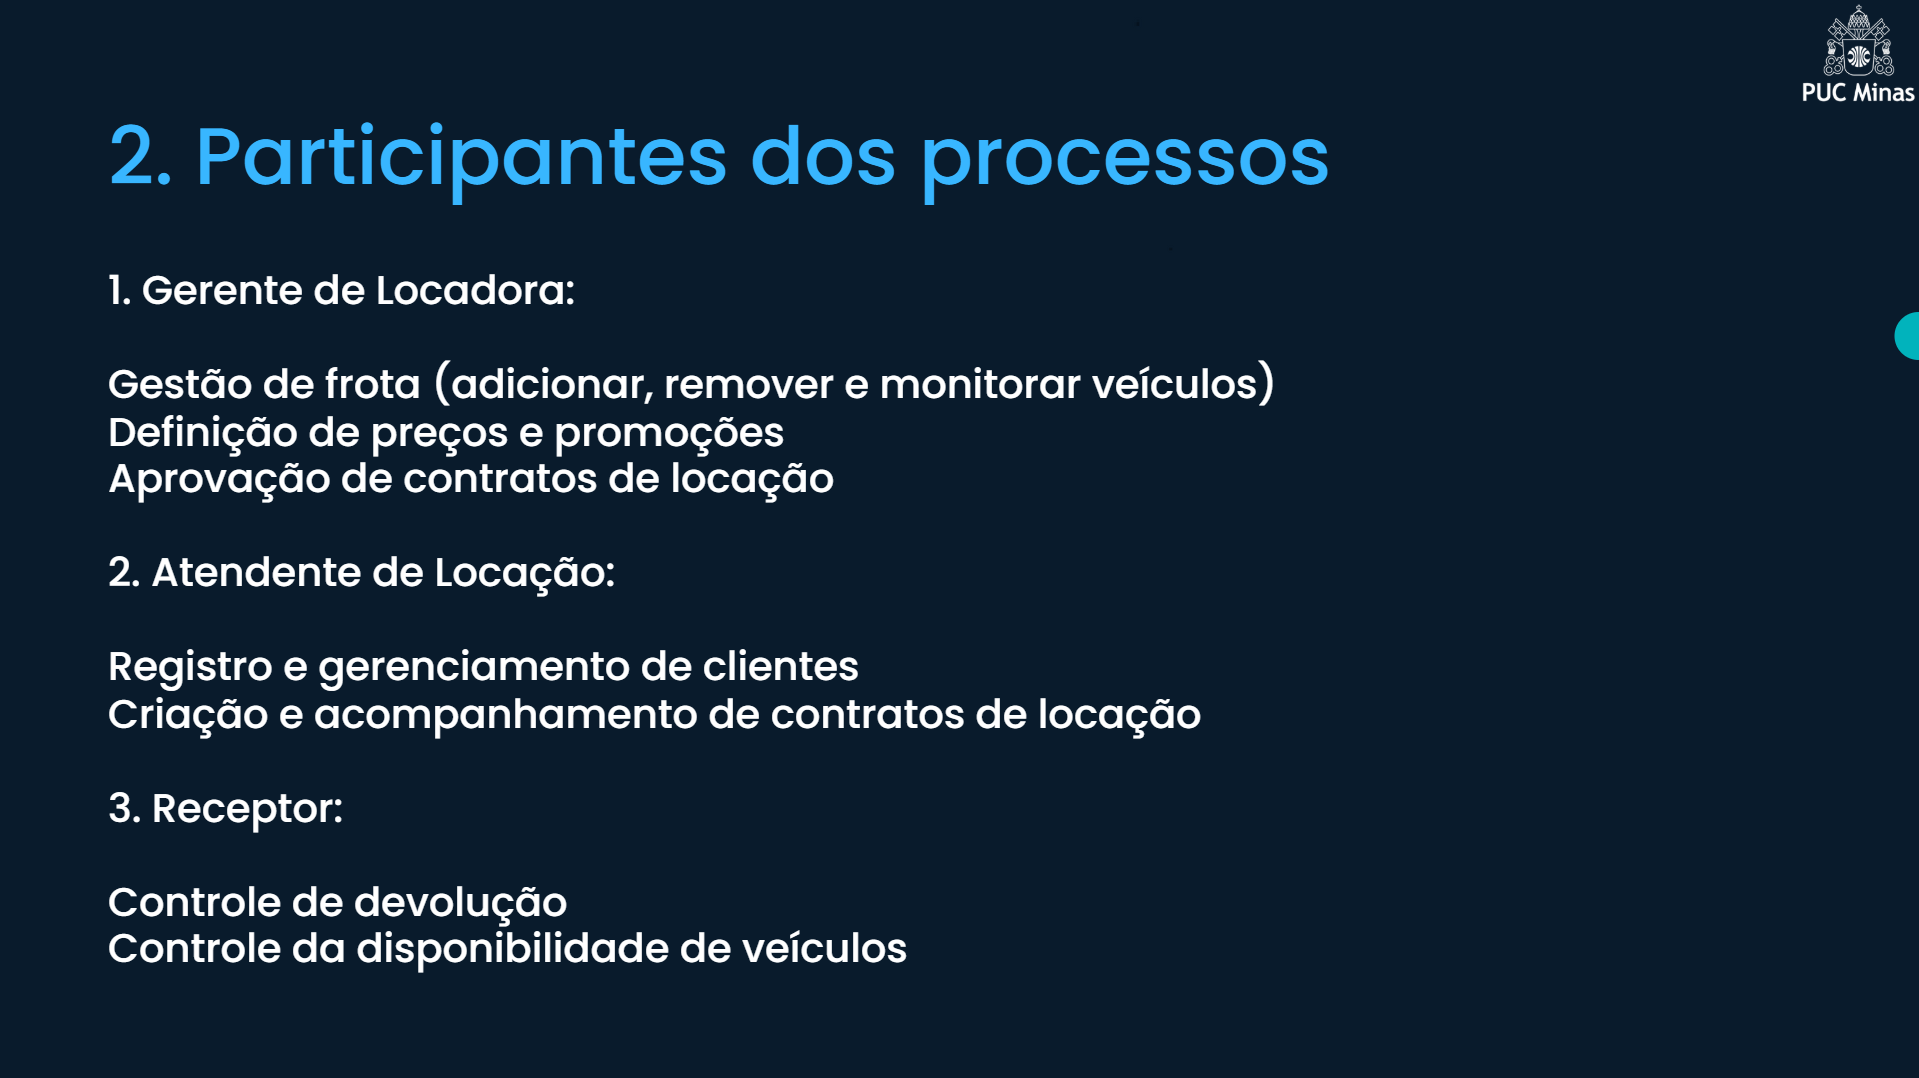 PUC Minas
2. Participantes dos processos
1. Gerente de Locadora:
Gestão de frota (adicionar, remover e monitorar veículos)
Definição de preços e promoções
Aprovação de contratos de locação
2. Atendente de Locação:
Registro e gerenciamento de clientes
Criação e acompanhamento de contratos de locação
3. Receptor:
Controle de devolução
Controle da disponibilidade de veículos